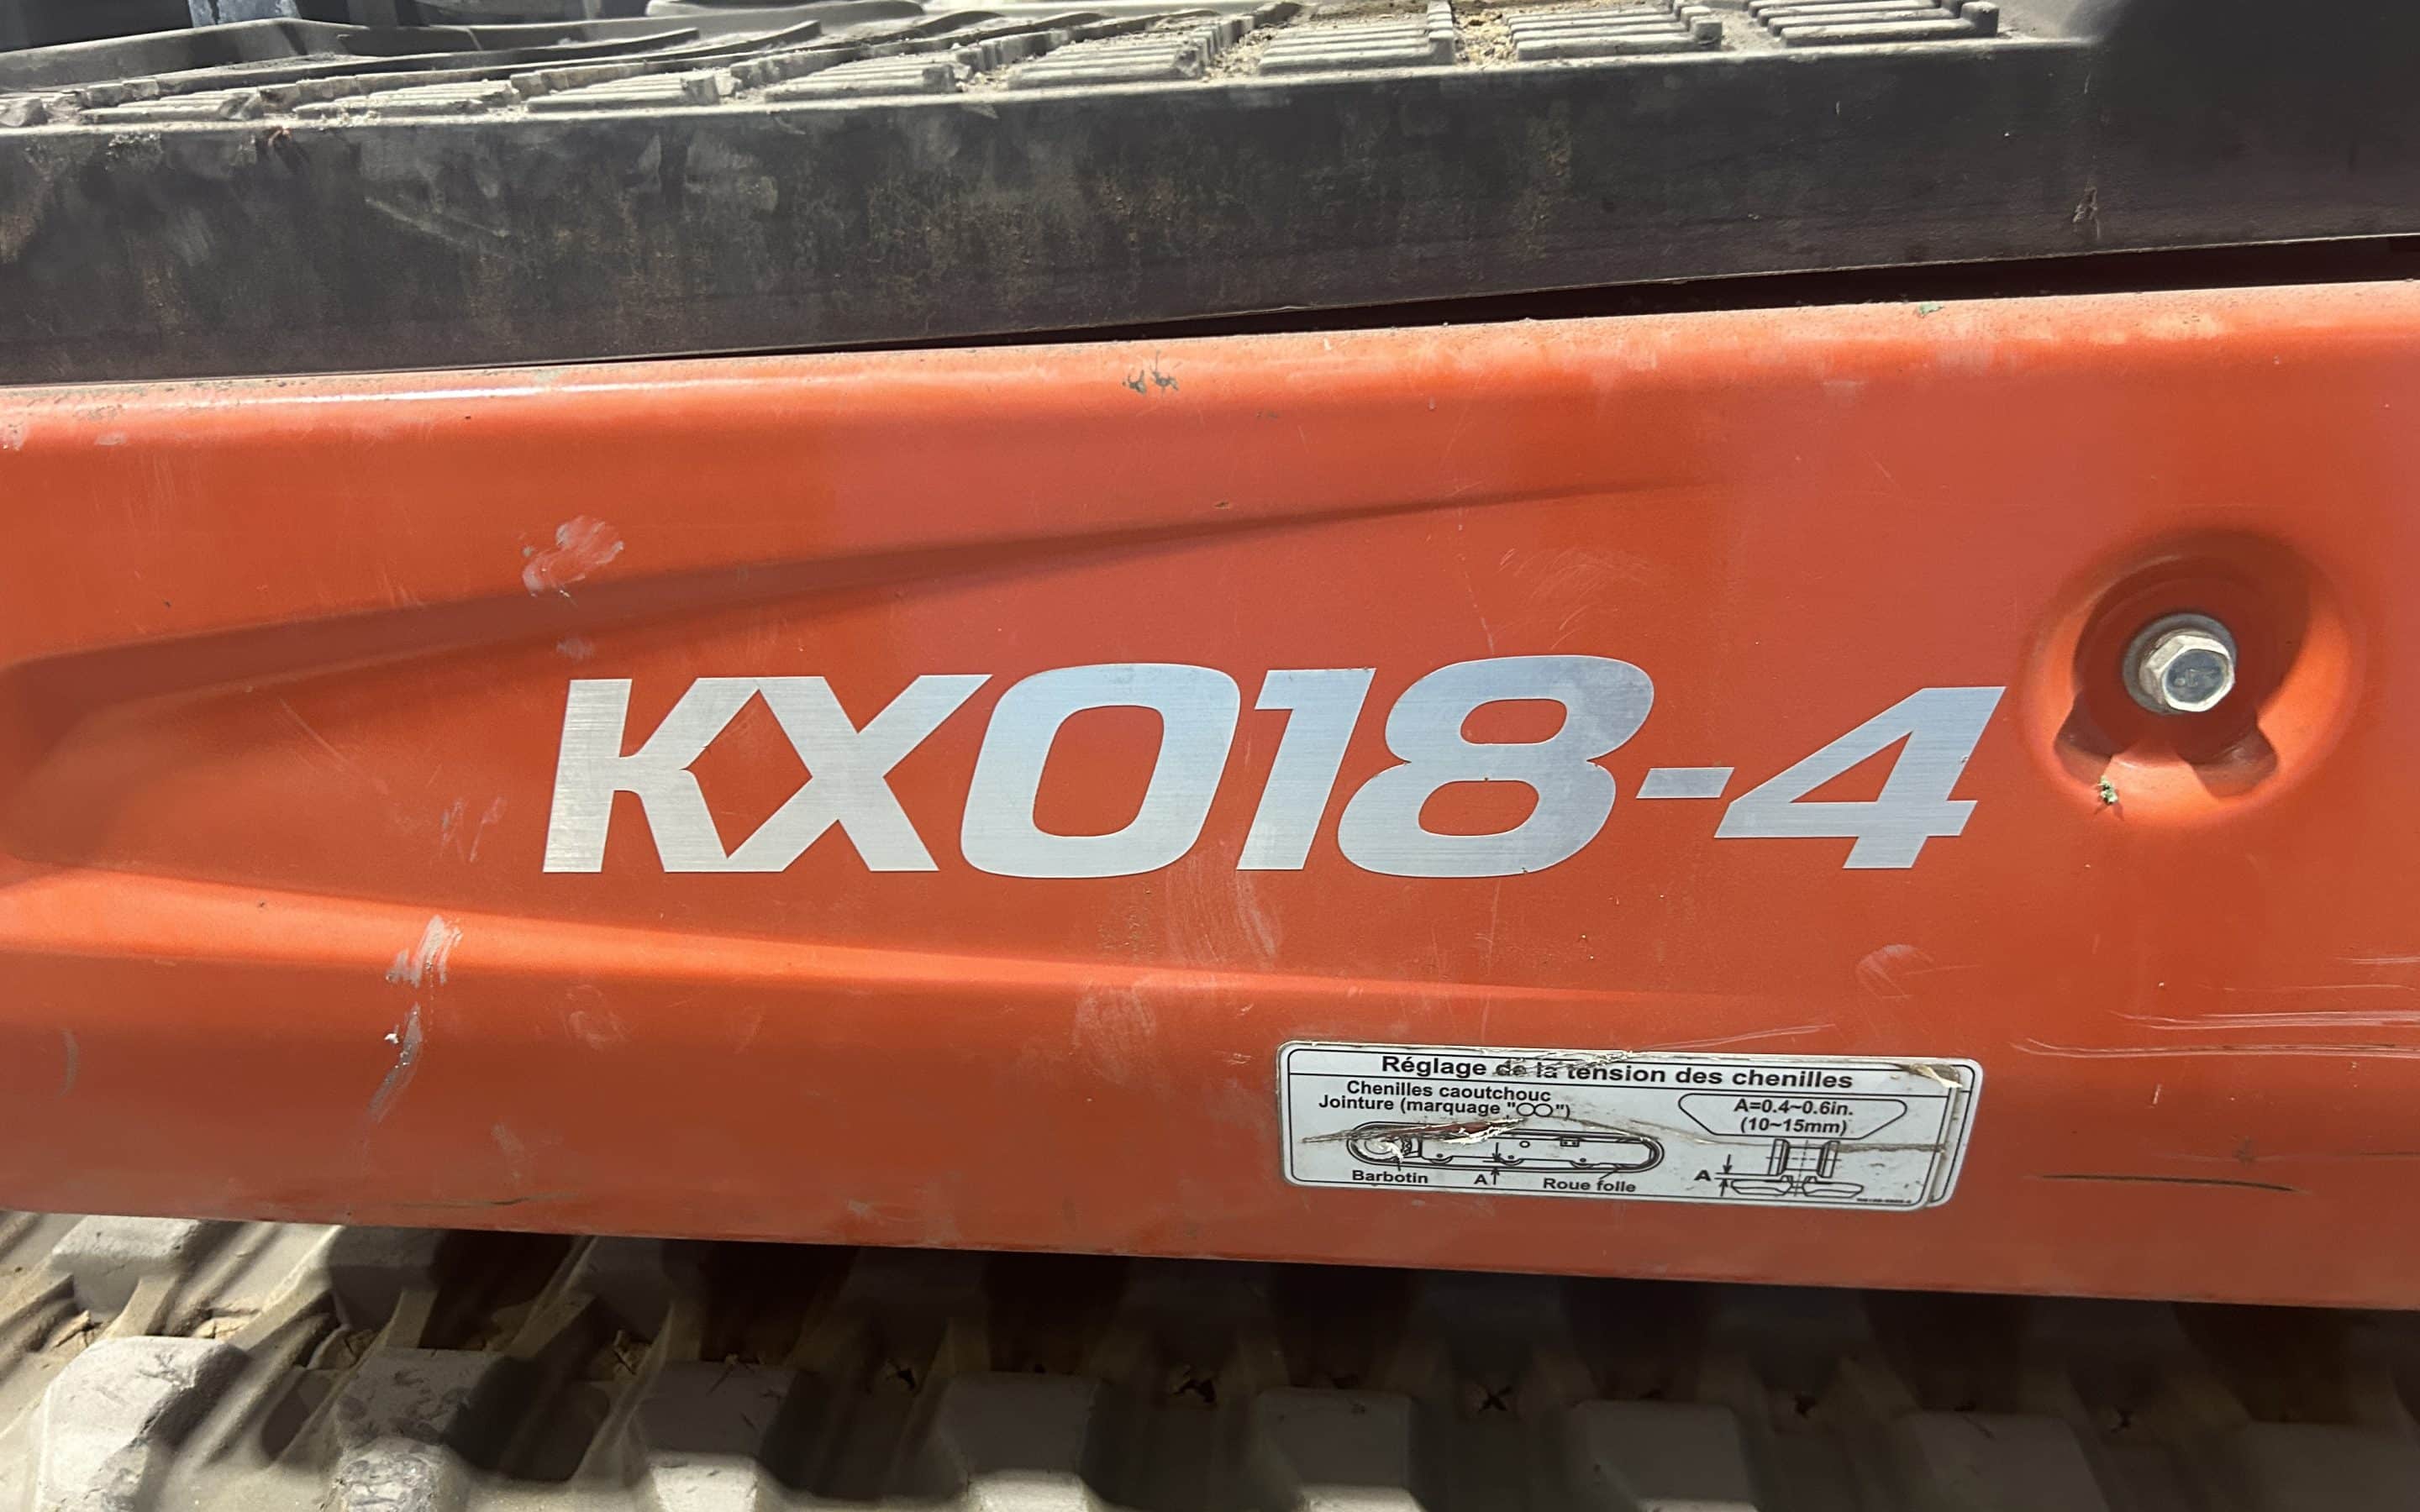 KX018-4
Réglage de la tension des chenilles
Chenilles caoutchouc
Jointure (marquage "∞")
A=0.4~0.6in.
(10~15mm)
Barbotin
A
Roue folle
A